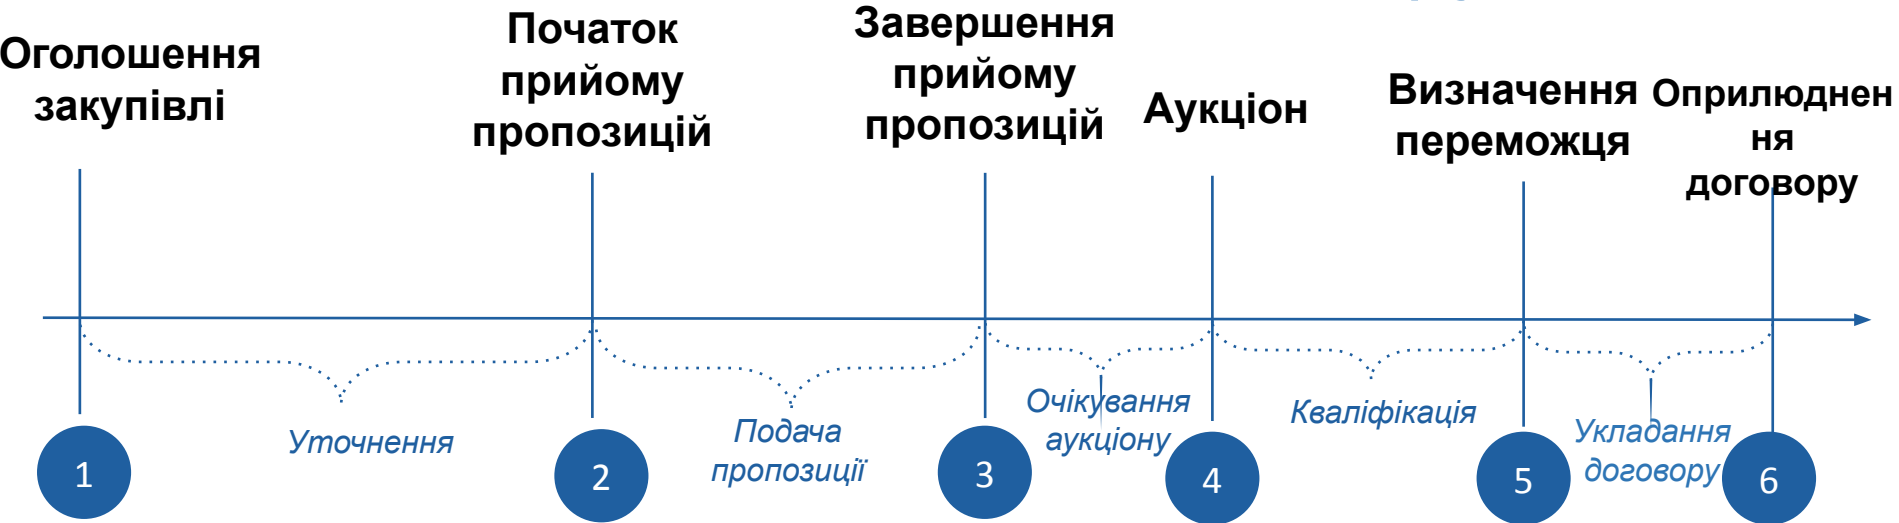 Оголошення
закупівлі
Початок
прийому
пропозицій
Завершення
прийому
пропозицій
Аукціон
Визначення
переможця
Оприлюднен
ня
договору
Уточнення
Подача
пропозиції
Очікування
аукціону
Кваліфікація
Укладання
договору
1
2
3
4
5
6